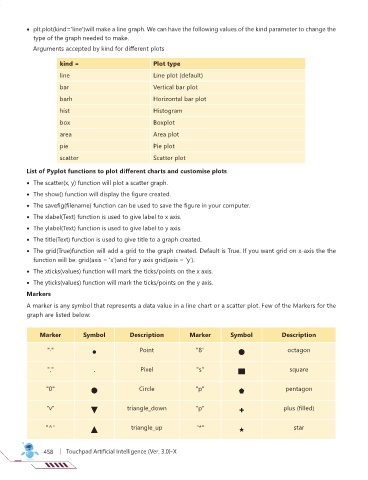 • plt.plot(kind='line')will make a line graph. We can have the following values of the kind parameter to change the
type of the graph needed to make.
Arguments accepted by kind for different plots
kind = Plot type
line Line plot (default)
bar Vertical bar plot
barh Horizontal bar plot
hist Histogram
box Boxplot
area Area plot
pie Pie plot
scatter Scatter plot
List of Pyplot functions to plot different charts and customise plots
• The scatter(x, y) function will plot a scatter graph.
• The show() function will display the figure created.
• The savefig(filename) function can be used to save the figure in your computer.
• The xlabel(Text) function is used to give label to x axis.
• The ylabel(Text) function is used to give label to y axis.
• The title(Text) function is used to give title to a graph created.
• The grid(True)function will add a grid to the graph created. Default is True. If you want grid on x-axis the the
function will be: grid(axis = 'x')and for y axis grid(axis = 'y').
• The xticks(values) function will mark the ticks/points on the x axis.
• The yticks(values) function will mark the ticks/points on the y axis.
Markers
A marker is any symbol that represents a data value in a line chart or a scatter plot. Few of the Markers for the
graph are listed below:
Marker Symbol Description Marker Symbol Description
"." ● Point "8" ● octagon
"," . Pixel "s" ■ square
"0" ● Circle "p" ⬟ pentagon
"v" ▼ triangle_down "p" ✚ plus (filled)
"^" ▲ triangle_up "*" ★ star
458 | Touchpad Artificial Intelligence (Ver. 3.0)-X